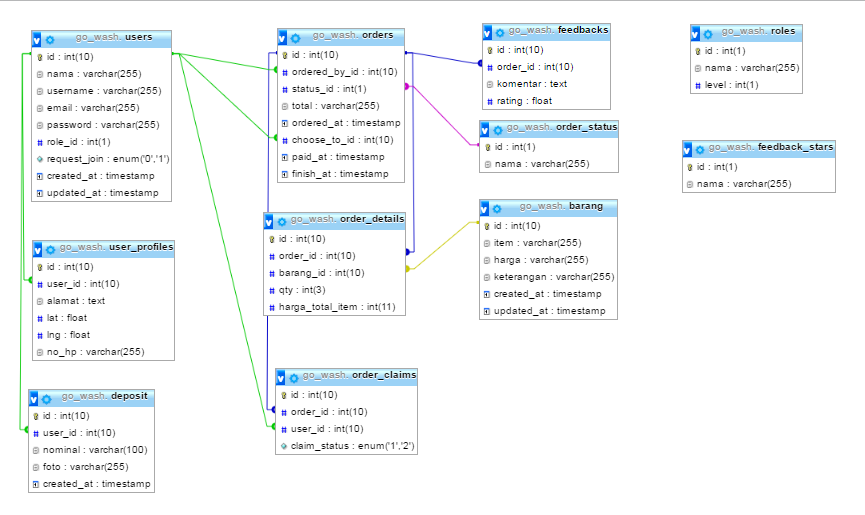 go_wash. users
id : int(10)
nama : varchar(255)
username : varchar(255)
email : varchar(255)
password : varchar(255)
role_id : int(1)
request_join : enum('0','1')
created_at : timestamp
updated_at : timestamp
go_wash. user_profiles
id : int(10)
user_id : int(10)
alamat : text
lat : float
lng : float
no_hp : varchar(255)
go_wash. deposit
id : int(10)
user_id : int(10)
nominal : varchar(100)
foto : varchar(255)
created_at : timestamp
go_wash. orders
id : int(10)
ordered_by_id : int(10)
status_id : int(1)
total : varchar(255)
ordered_at : timestamp
choose_to_id : int(10)
paid_at : timestamp
finish_at : timestamp
go_wash. order_details
id : int(10)
order_id : int(10)
barang_id : int(10)
qty : int(3)
harga_total_item : int(11)
go_wash. order_claims
id : int(10)
order_id : int(10)
user_id : int(10)
claim_status : enum('1','2')
go_wash. feedbacks
id : int(10)
order_id : int(10)
komentar : text
rating : float
go_wash. order_status
id : int(1)
nama : varchar(255)
go_wash. barang
id : int(10)
item : varchar(255)
harga : varchar(255)
keterangan : varchar(255)
created_at : timestamp
updated_at : timestamp
go_wash. roles
id : int(1)
nama : varchar(255)
level : int(1)
go_wash. feedback_stars
id : int(1)
nama : varchar(255)